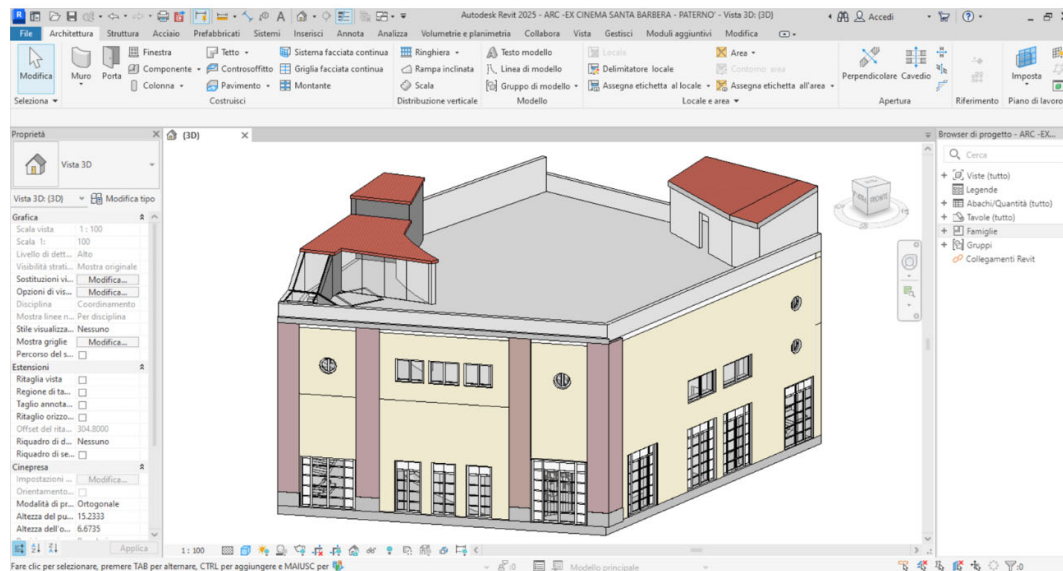 Autodesk Revit 2025 - ARC -EX CINEMA SANTA BARBERA - PATERNO' - Vista 3D: {3D}
Accedi
File Architettura Struttura Acciaio Prefabbricati Sistemi Inserisci Annota Analizza Volumetrie e planimetria Collabora Vista Gestisci Moduli aggiuntivi Modifica
Modifica
Muro
Porta
Finestra
Componente
Colonna
Tetto
Controsoffitto
Pavimento
Sistema facciata continua
Griglia facciata continua
Montante
Ringhiera
Rampa inclinata
Scala
Testo modello
Linea di modello
Gruppo di modello
Locale
Delimitatore locale
Assegna etichetta al locale
Area
Contorno area
Assegna etichetta all'area
Perpendicolare
Cavedio
Imposta
Seleziona
Costruisci
Distribuzione verticale
Modello
Locale e area
Apertura
Riferimento
Piano di lavoro
Proprietà
Vista 3D
Vista 3D: {3D}
Modifica tipo
Grafica
Scala vista 1 : 100
Scala 1: 100
Livello di dett... Alto
Visibilità strati... Mostra originale
Sostituzioni vi... Modifica...
Opzioni di vis... Modifica...
Disciplina Coordinamento
Mostra linee n... Per disciplina
Stile visualizza... Nessuno
Mostra griglie Modifica...
Percorso del s...
Estensioni
Ritaglia vista
Regione di ta...
Taglio annota...
Ritaglio orizzo...
Offset del rita... 304.8000
Riquadro di d... Nessuno
Riquadro di se...
Cinepresa
Impostazioni ... Modifica...
Orientamento...
Modalità di pr... Ortogonale
Altezza del pu... 15.2333
Altezza dell'o... 6.6735
Applica
{3D}
FRONTE
1 : 100
Browser di progetto - ARC -EX...
Cerca
Viste (tutto)
Legende
Abachi/Quantità (tutto)
Tavole (tutto)
Famiglie
Gruppi
Collegamenti Revit
Fare clic per selezionare, premere TAB per alternare, CTRL per aggiungere e MAIUSC per
:0
Modello principale
:0